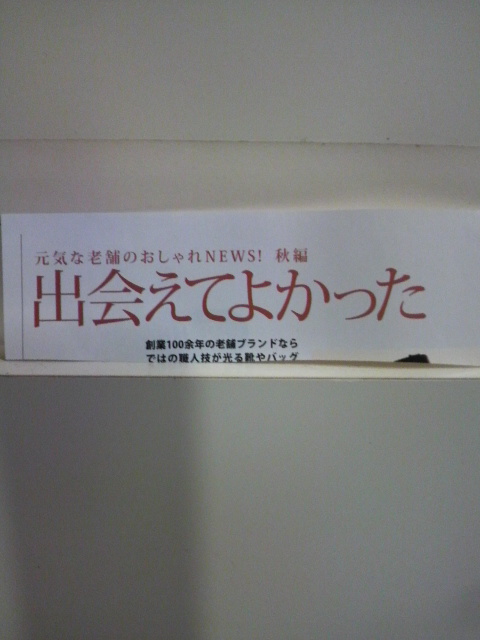 元気な老舗のおしゃれNEWS! 秋編
出会えてよかった
創業100余年の老舗ブランドなら
ではの職人技が光る靴やバッグ